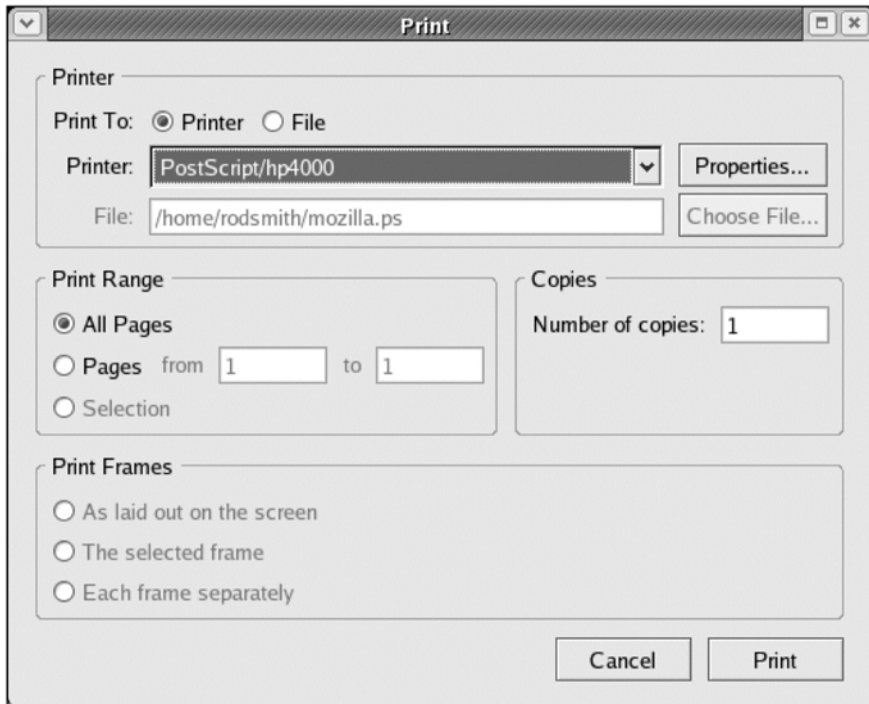 Print
Printer
Print To: Printer File
Printer: PostScript/hp4000 Properties...
File: /home/rodsmith/mozilla.ps Choose File...
Print Range
All Pages
Pages from 1 to 1
Selection
Copies
Number of copies: 1
Print Frames
As laid out on the screen
The selected frame
Each frame separately
Cancel Print